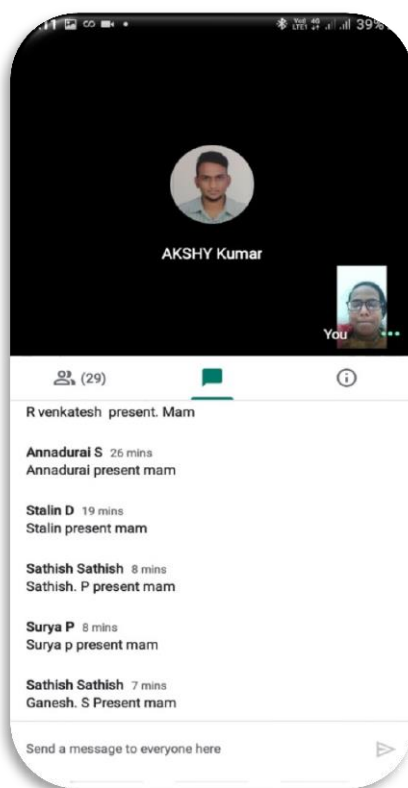 39%
AKSHY Kumar
You
(29)
R venkatesh present. Mam
Annadurai S 26 mins
Annadurai present mam
Stalin D 19 mins
Stalin present mam
Sathish Sathish 8 mins
Sathish. P present mam
Surya P 8 mins
Surya p present mam
Sathish Sathish 7 mins
Ganesh. S Present mam
Send a message to everyone here